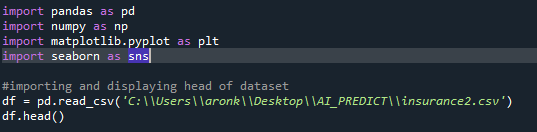 import pandas as pd
import numpy as np
import matplotlib.pyplot as plt
import seaborn as sns
#importing and displaying head of dataset
df = pd.read_csv('C:\\Users\\aronk\\Desktop\\AI_PREDICT\\insurance2.csv')
df.head()